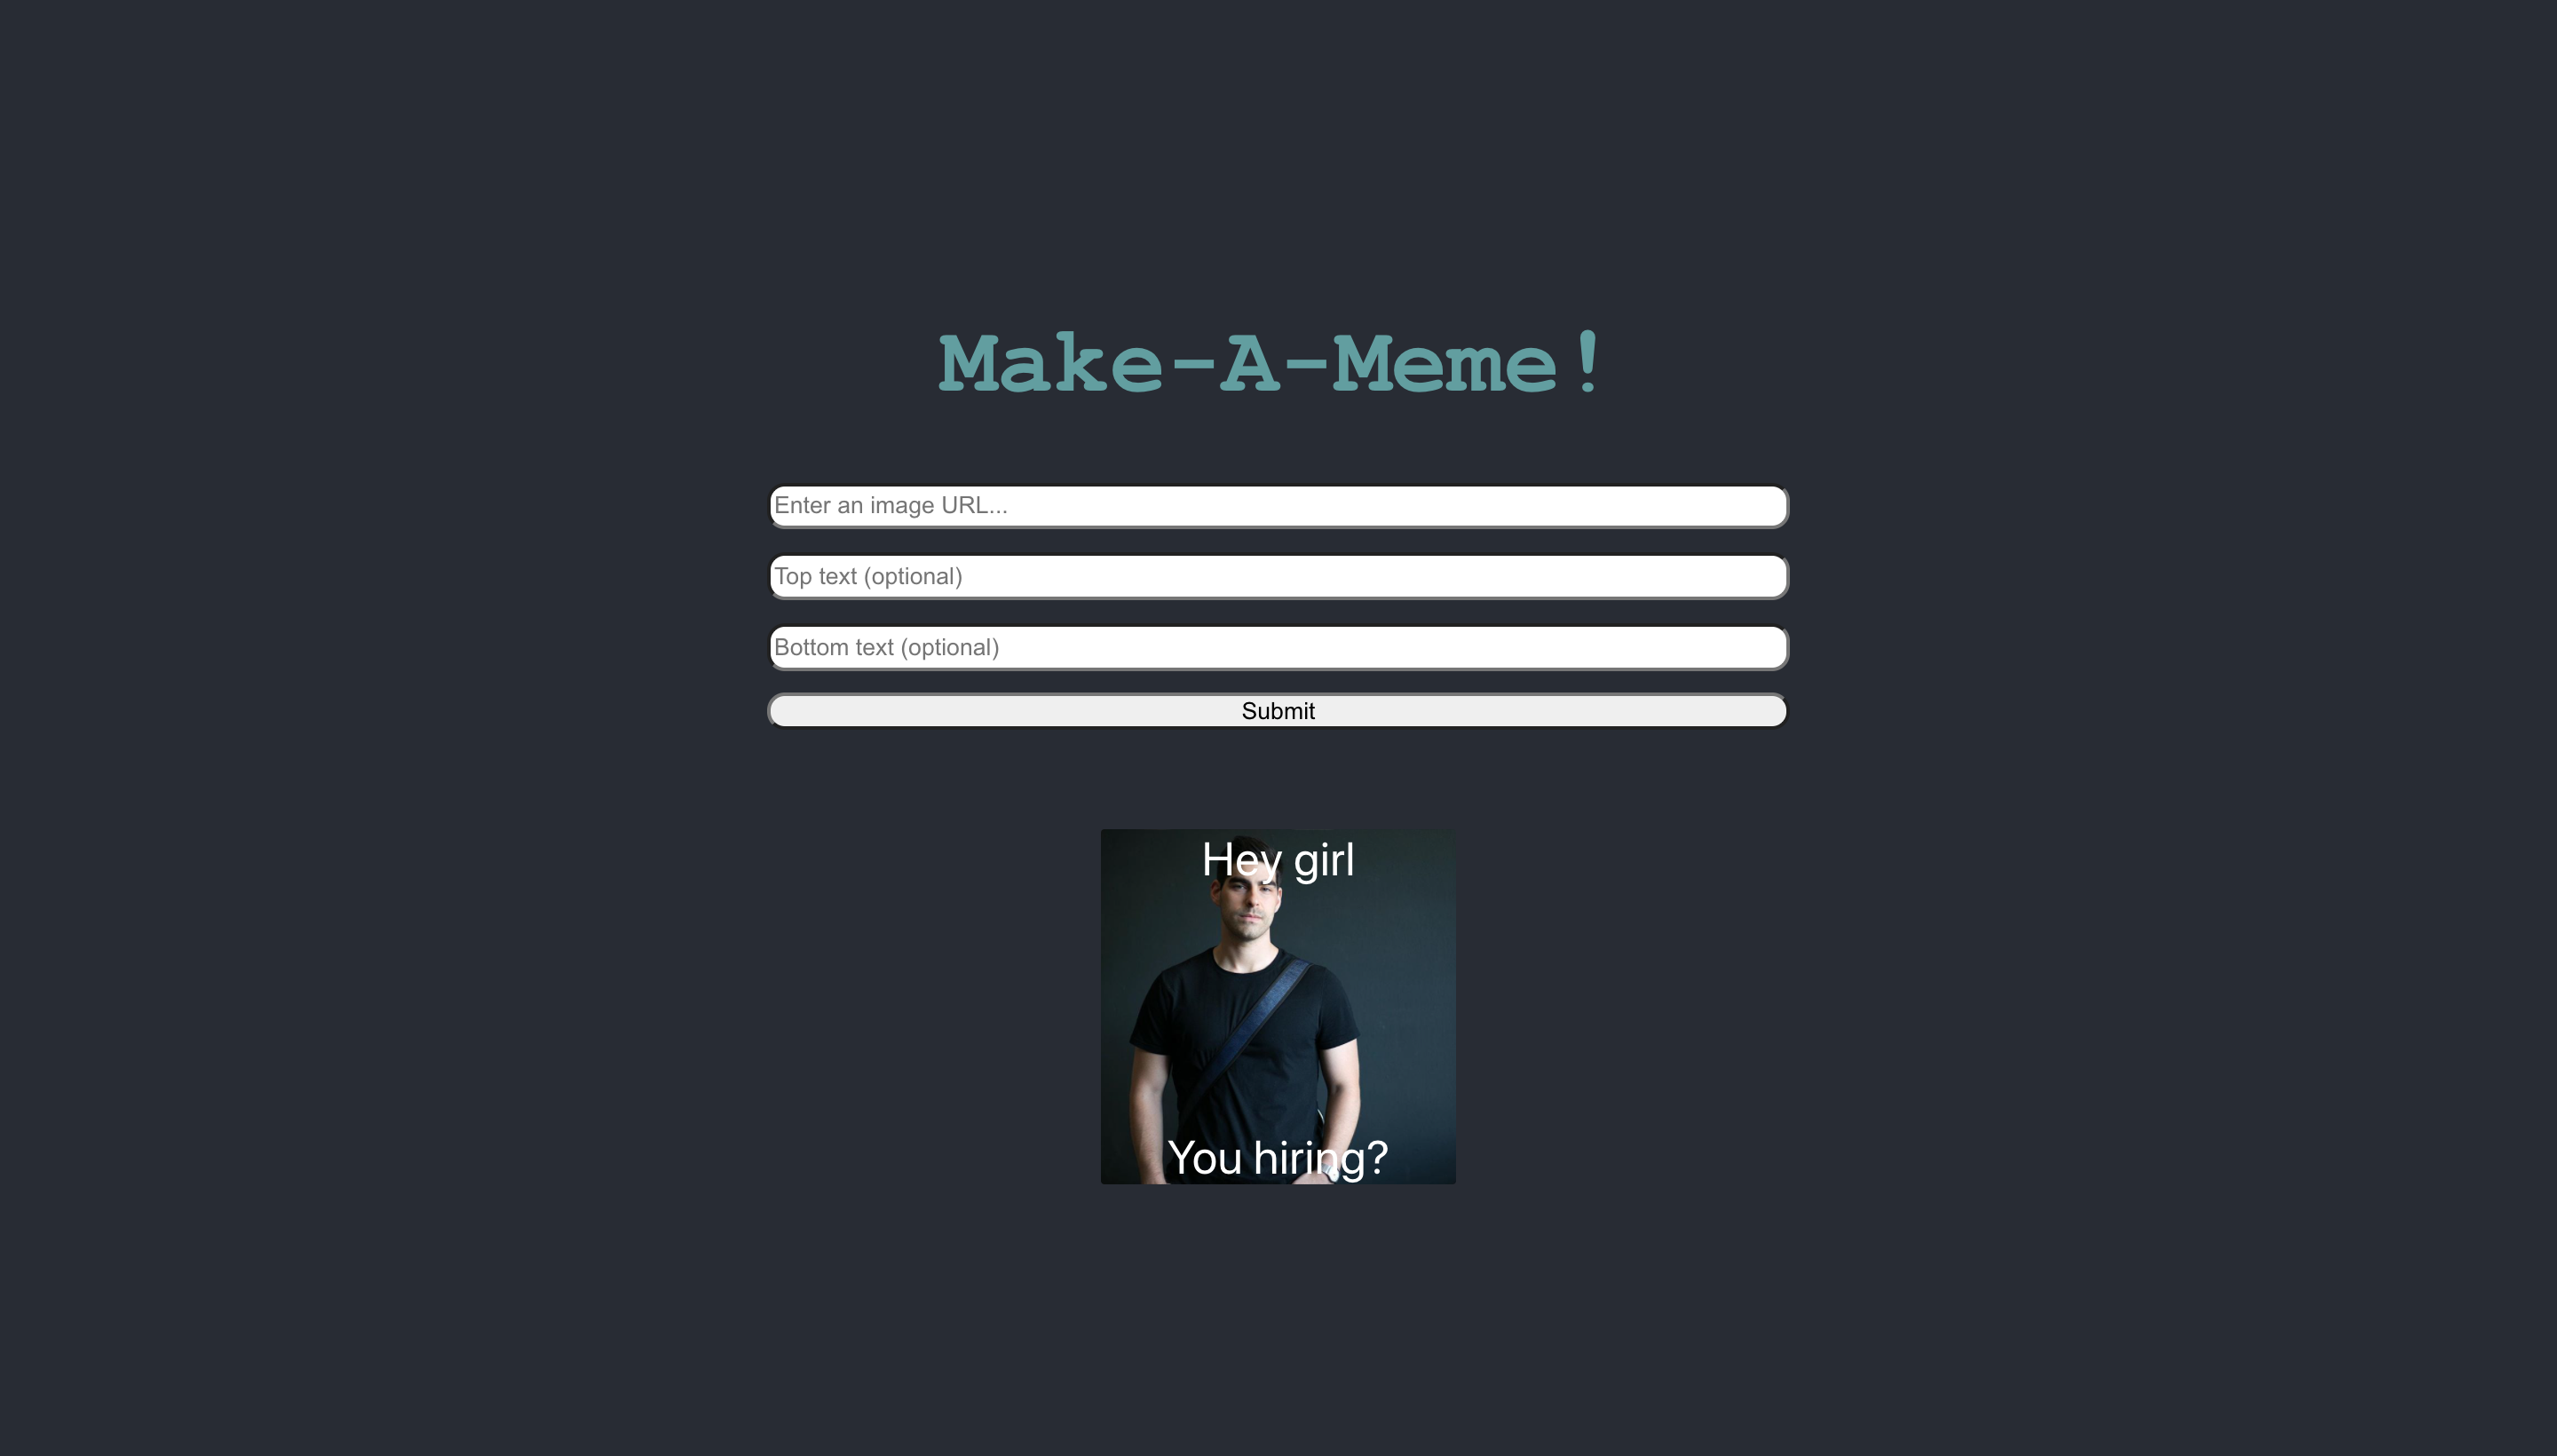 Make-A-Meme!
Enter an image URL...
Top text (optional)
Bottom text (optional)
Submit
Hey girl
You hiring?